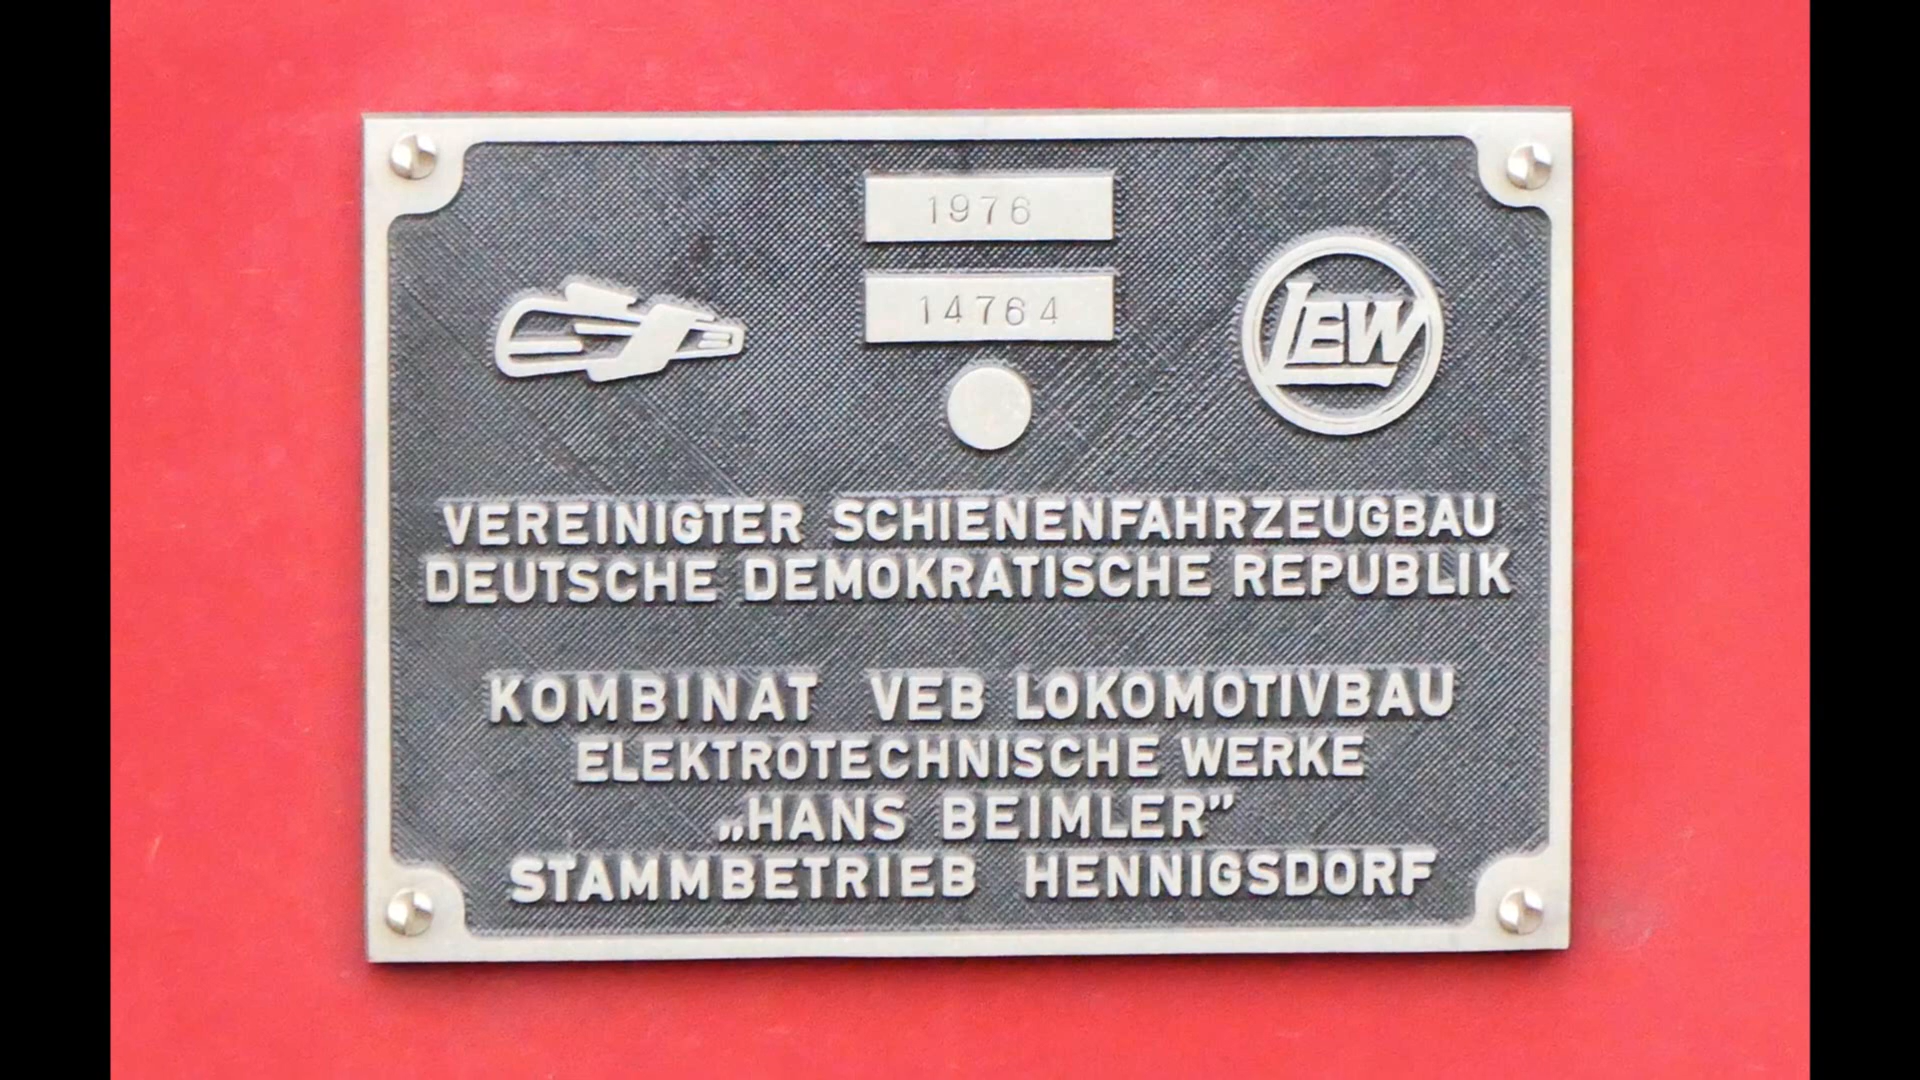 1976
14764
LEW
VEREINIGTER SCHIENENFAHRZEUGBAU
DEUTSCHE DEMOKRATISCHE REPUBLIK
KOMBINAT VEB LOKOMOTIVBAU
ELEKTROTECHNISCHE WERKE
„HANS BEIMLER”
STAMMBETRIEB HENNIGSDORF